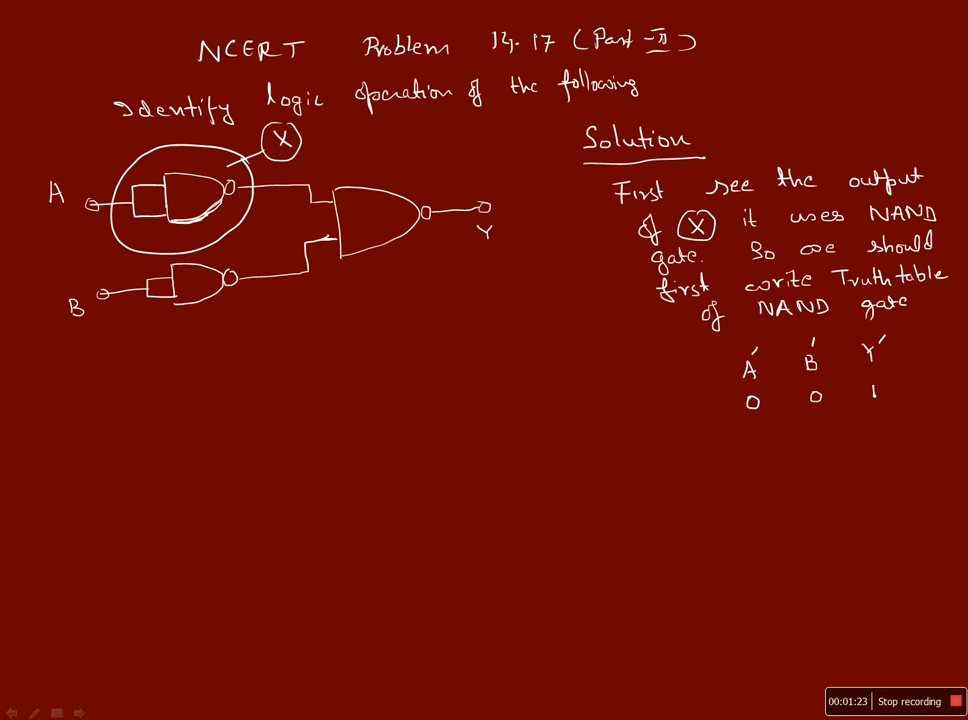 NCERT Problem 14.17 (Part-II)
Identify logic operation of the following
X
A
B
Y
Solution
First see the output
of X it uses NAND
gate. So we should
first write Truth table
of NAND gate
A' B' Y'
0 0 1
00:01:23 Stop recording